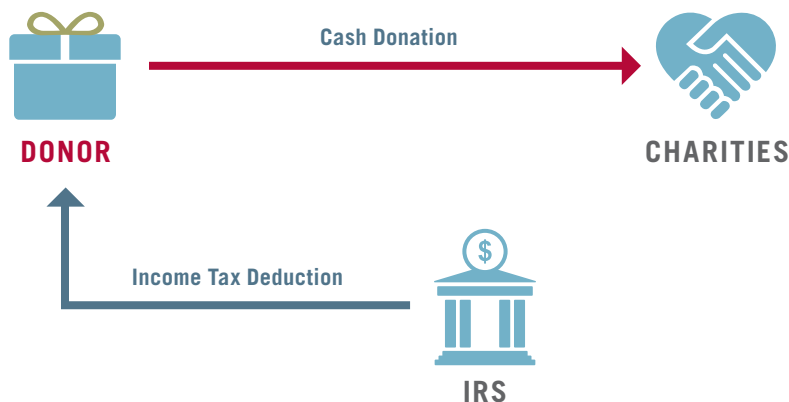 Cash Donation
DONOR
CHARITIES
$
Income Tax Deduction
IRS